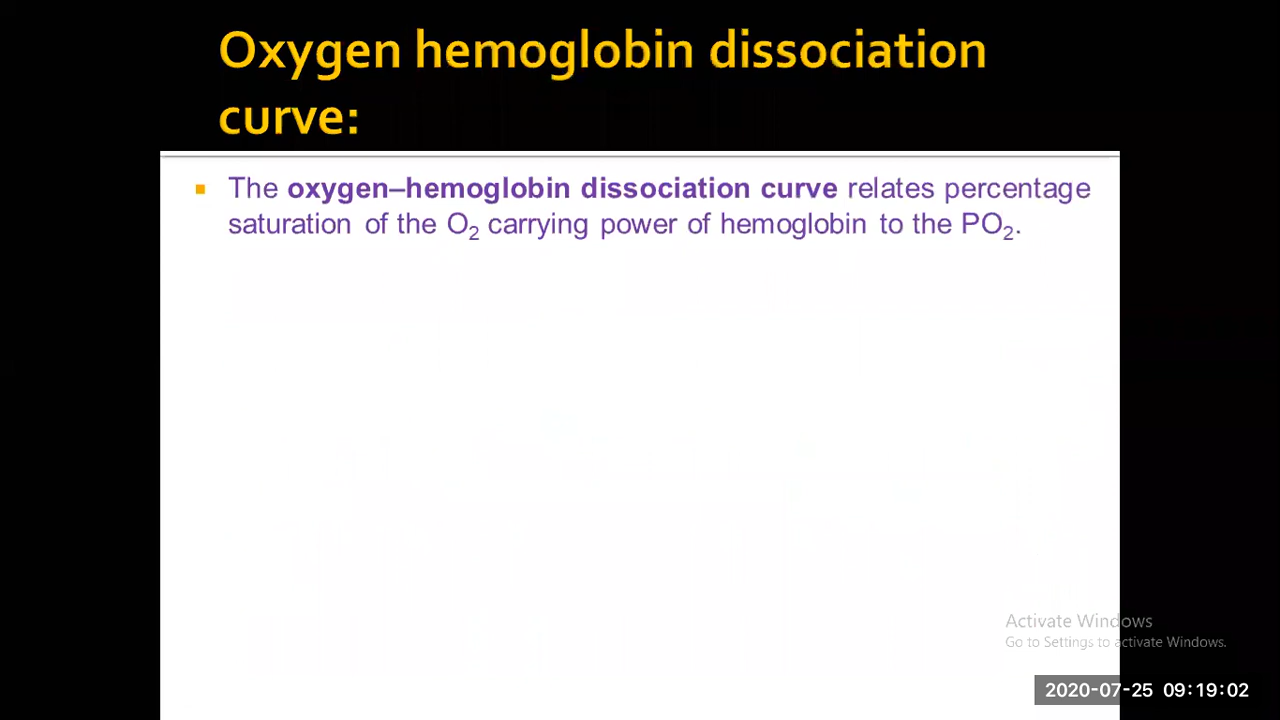 Oxygen hemoglobin dissociation
curve:
The oxygen–hemoglobin dissociation curve relates percentage
saturation of the O₂ carrying power of hemoglobin to the PO₂.
Activate Windows
Go to Settings to activate Windows.
2020-07-25 09:19:02